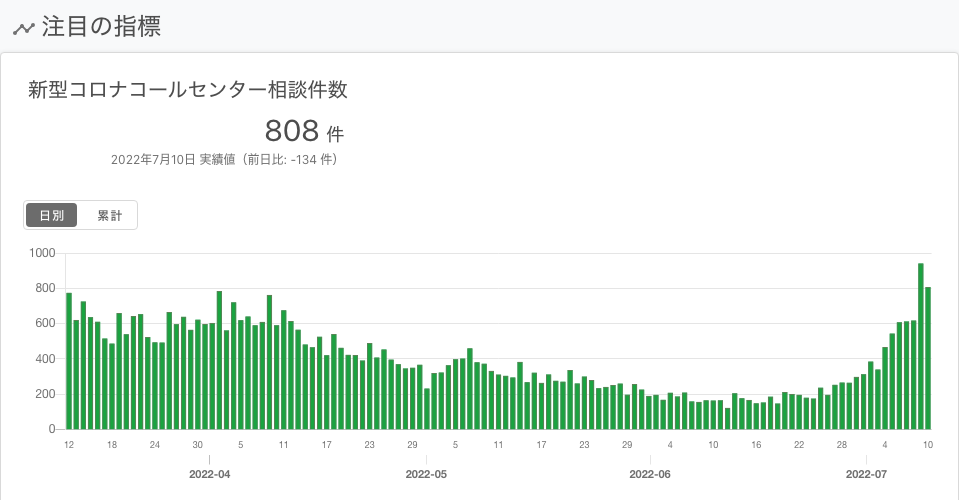 注目の指標
新型コロナコールセンター相談件数
808 件
2022年7月10日 実績値（前日比: -134 件）
日別 累計
1000
800
600
400
200
0
12 18 24 30 5 11 17 23 29 5 11 17 23 29 4 10 16 22 28 4 10
2022-04 2022-05 2022-06 2022-07